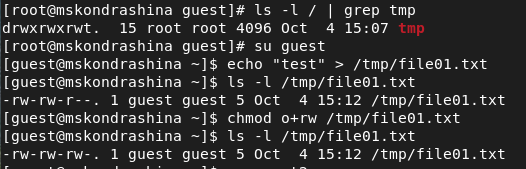 [root@mskondrashina guest]# ls -l / | grep tmp
drwxrwxrwt.  15 root root 4096 Oct  4 15:07 tmp
[root@mskondrashina guest]# su guest
[guest@mskondrashina ~]$ echo "test" > /tmp/file01.txt
[guest@mskondrashina ~]$ ls -l /tmp/file01.txt
-rw-rw-r--. 1 guest guest 5 Oct  4 15:12 /tmp/file01.txt
[guest@mskondrashina ~]$ chmod o+rw /tmp/file01.txt
[guest@mskondrashina ~]$ ls -l /tmp/file01.txt
-rw-rw-rw-. 1 guest guest 5 Oct  4 15:12 /tmp/file01.txt